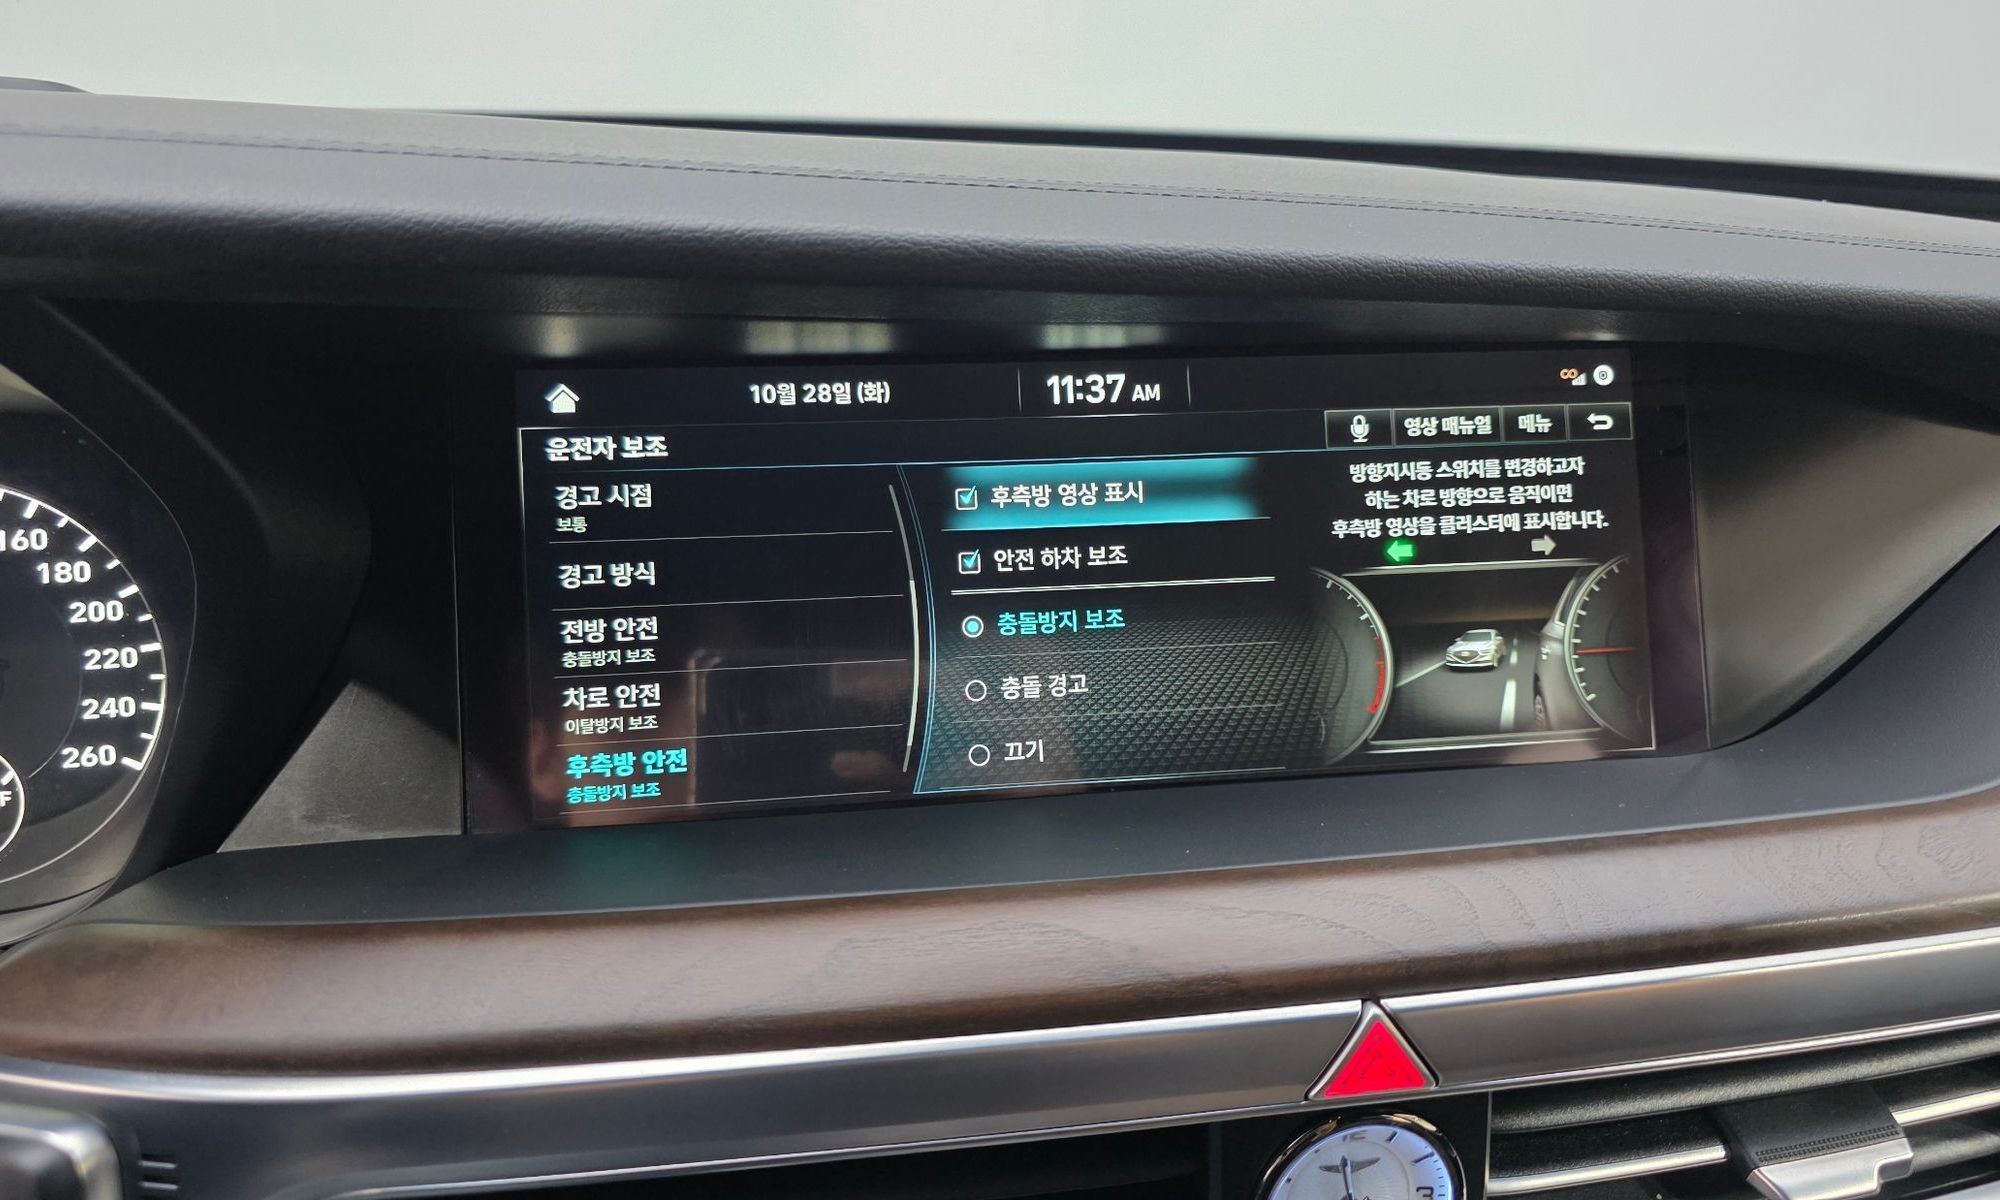 10월 28일 (화)
11:37 AM
운전자 보조
영상 매뉴얼
메뉴
경고 시점
보통
경고 방식
전방 안전
충돌방지 보조
차로 안전
이탈방지 보조
후측방 안전
충돌방지 보조
후측방 영상 표시
안전 하차 보조
충돌방지 보조
충돌 경고
끄기
방향지시등 스위치를 변경하고자
하는 차로 방향으로 움직이면
후측방 영상을 클러스터에 표시합니다.
160
180
200
220
240
260
F
12
3